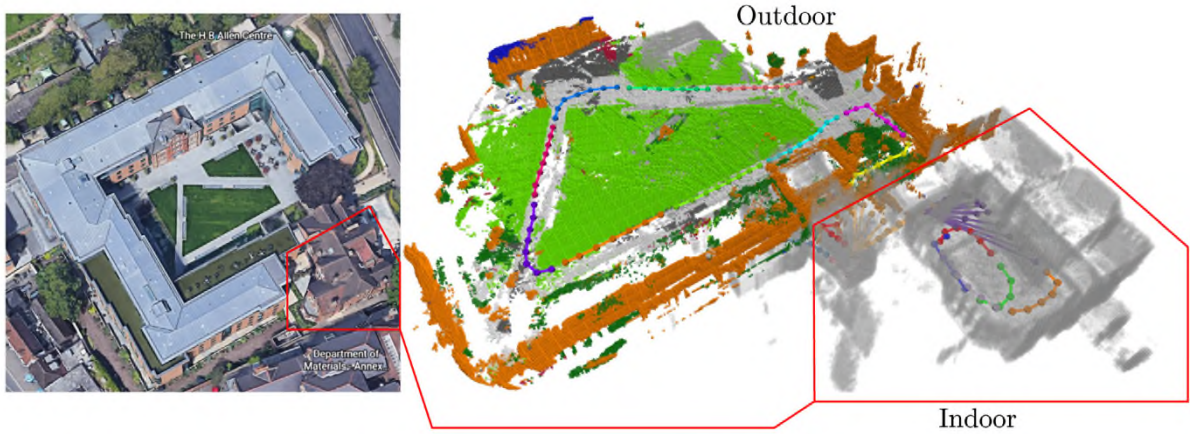 Outdoor
The H B Allen Centre
Department of
Materials - Annex
Indoor